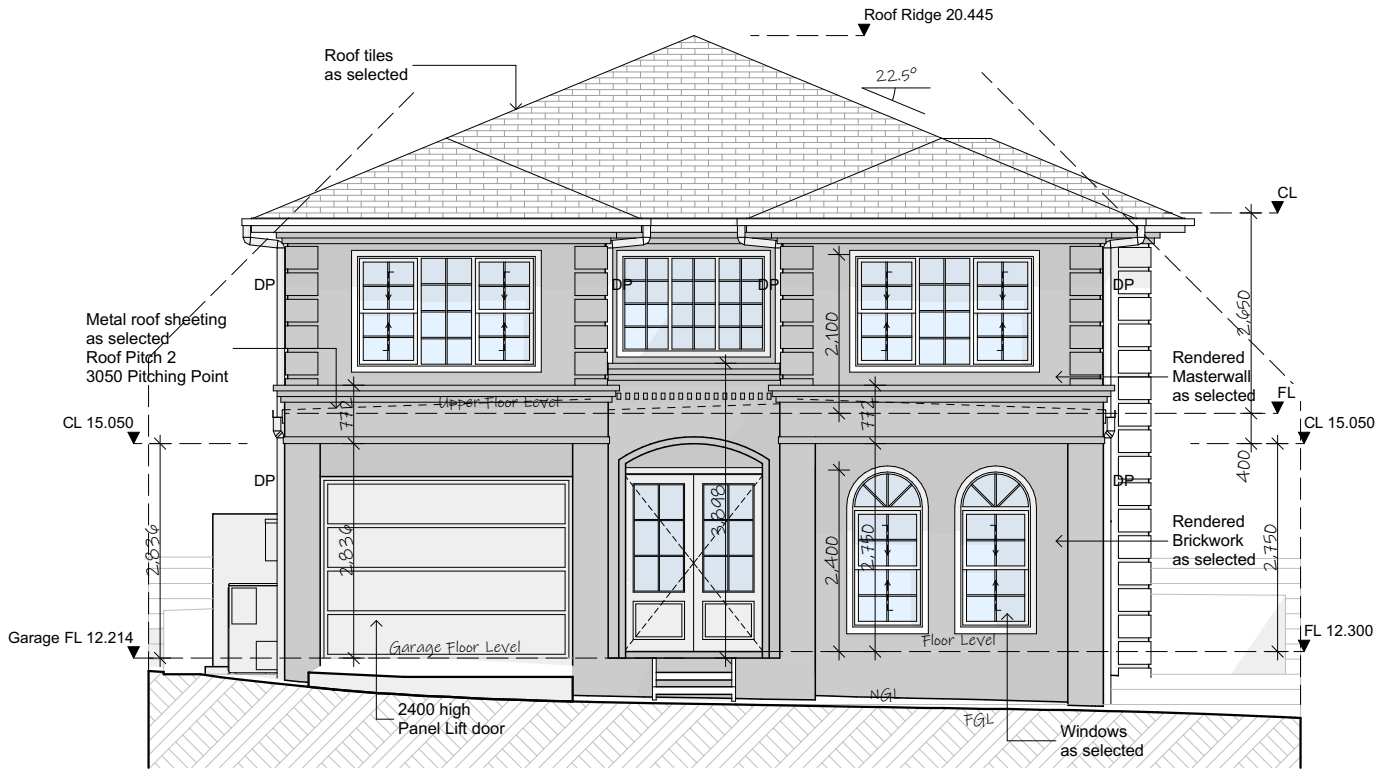 Roof Ridge 20.445
Roof tiles
as selected
22.5°
CL
DP
DP
DP
DP
2,650
2,100
Metal roof sheeting
as selected
Roof Pitch 2
3050 Pitching Point
Rendered
Masterwall
as selected
Upper Floor Level
772
772
FL
CL 15.050
CL 15.050
400
DP
DP
2,836
2,836
3,898
2,400
2,750
2,750
Rendered
Brickwork
as selected
Garage FL 12.214
Garage Floor Level
Floor Level
FL 12.300
NGL
FGL
2400 high
Panel Lift door
Windows
as selected